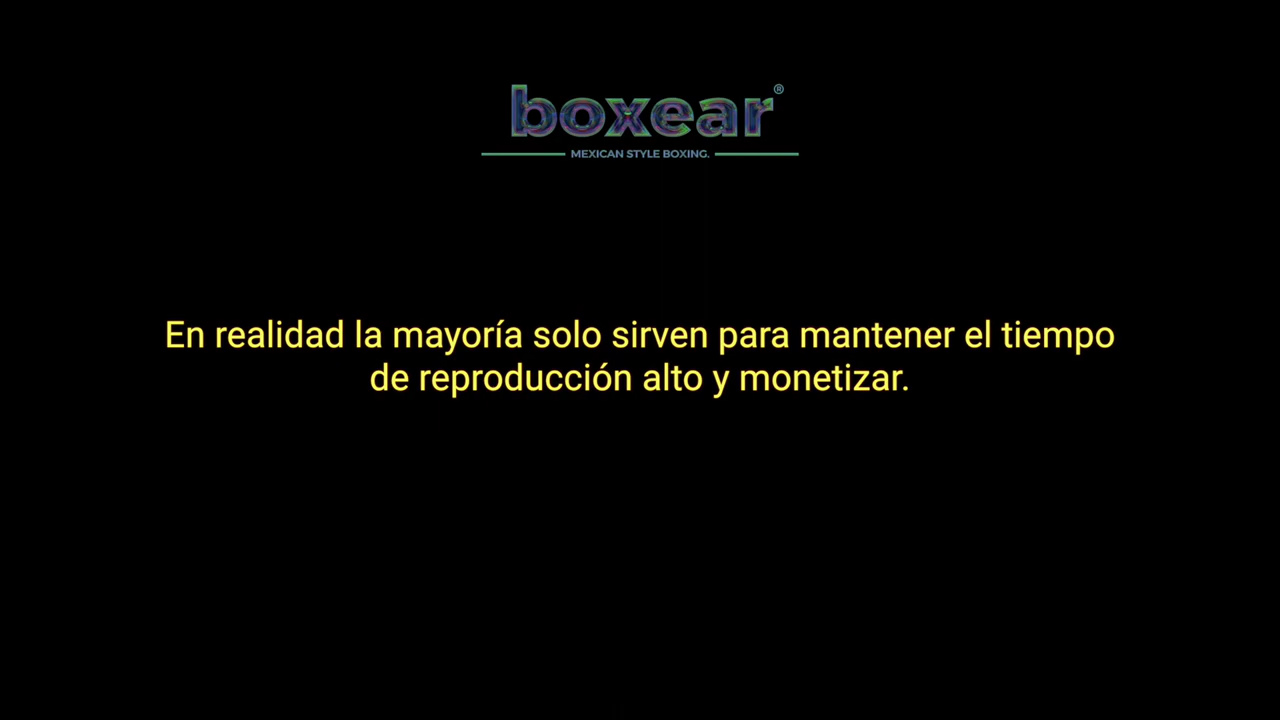 boxear®
MEXICAN STYLE BOXING.
En realidad la mayoría solo sirven para mantener el tiempo
de reproducción alto y monetizar.